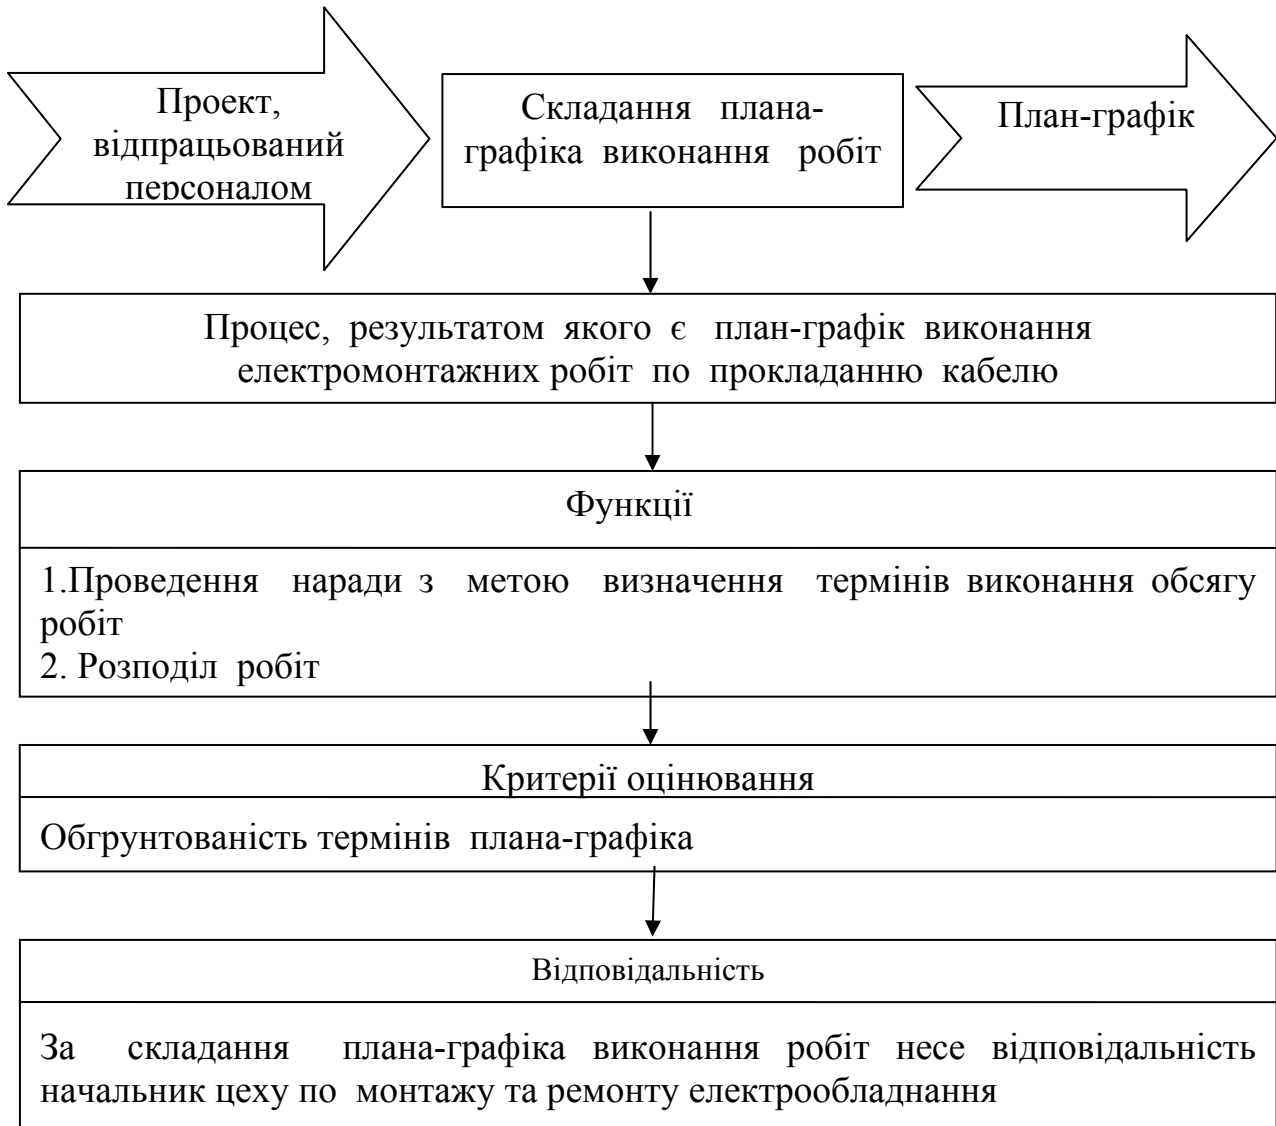 Проект,
відпрацьований
персоналом
Складання плана-
графіка виконання робіт
План-графік
Процес, результатом якого є план-графік виконання
електромонтажних робіт по прокладанню кабелю
Функції
1.Проведення наради з метою визначення термінів виконання обсягу
робіт
2. Розподіл робіт
Критерії оцінювання
Обгрунтованість термінів плана-графіка
Відповідальність
За складання плана-графіка виконання робіт несе відповідальність
начальник цеху по монтажу та ремонту електрообладнання